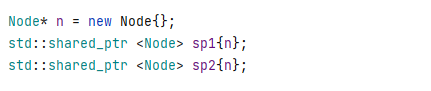 Node* n = new Node{};
std::shared_ptr <Node> sp1{n};
std::shared_ptr <Node> sp2{n};